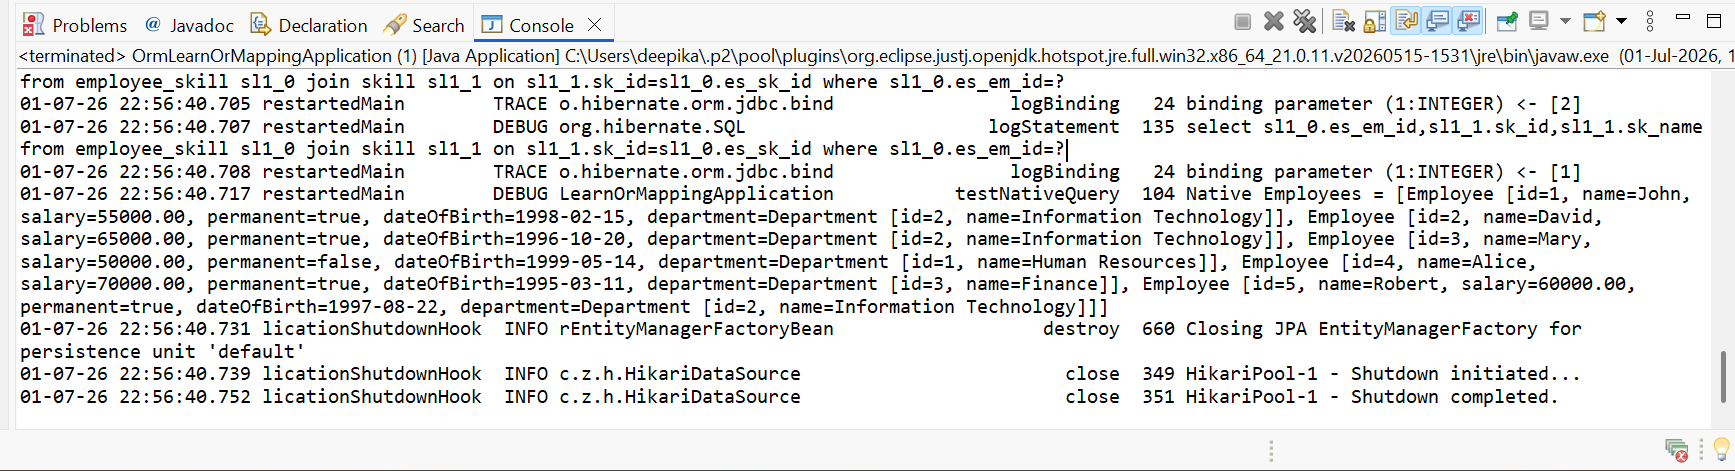 Problems @ Javadoc Declaration Search Console
<terminated> OrmLearnOrMappingApplication (1) [Java Application] C:\Users\deepika\.p2\pool\plugins\org.eclipse.justj.openjdk.hotspot.jre.full.win32.x86_64_21.0.11.v20260515-1531\jre\bin\javaw.exe (01-Jul-2026, 1
from employee_skill sl1_0 join skill sl1_1 on sl1_1.sk_id=sl1_0.es_sk_id where sl1_0.es_em_id=?
01-07-26 22:56:40.705 restartedMain TRACE o.hibernate.orm.jdbc.bind logBinding 24 binding parameter (1:INTEGER) <- [2]
01-07-26 22:56:40.707 restartedMain DEBUG org.hibernate.SQL logStatement 135 select sl1_0.es_em_id,sl1_1.sk_id,sl1_1.sk_name
from employee_skill sl1_0 join skill sl1_1 on sl1_1.sk_id=sl1_0.es_sk_id where sl1_0.es_em_id=?
01-07-26 22:56:40.708 restartedMain TRACE o.hibernate.orm.jdbc.bind logBinding 24 binding parameter (1:INTEGER) <- [1]
01-07-26 22:56:40.717 restartedMain DEBUG LearnOrMappingApplication testNativeQuery 104 Native Employees = [Employee [id=1, name=John,
salary=55000.00, permanent=true, dateOfBirth=1998-02-15, department=Department [id=2, name=Information Technology]], Employee [id=2, name=David,
salary=65000.00, permanent=true, dateOfBirth=1996-10-20, department=Department [id=2, name=Information Technology]], Employee [id=3, name=Mary,
salary=50000.00, permanent=false, dateOfBirth=1999-05-14, department=Department [id=1, name=Human Resources]], Employee [id=4, name=Alice,
salary=70000.00, permanent=true, dateOfBirth=1995-03-11, department=Department [id=3, name=Finance]], Employee [id=5, name=Robert, salary=60000.00,
permanent=true, dateOfBirth=1997-08-22, department=Department [id=2, name=Information Technology]]]
01-07-26 22:56:40.731 licationShutdownHook INFO rEntityManagerFactoryBean destroy 660 Closing JPA EntityManagerFactory for
persistence unit 'default'
01-07-26 22:56:40.739 licationShutdownHook INFO c.z.h.HikariDataSource close 349 HikariPool-1 - Shutdown initiated...
01-07-26 22:56:40.752 licationShutdownHook INFO c.z.h.HikariDataSource close 351 HikariPool-1 - Shutdown completed.